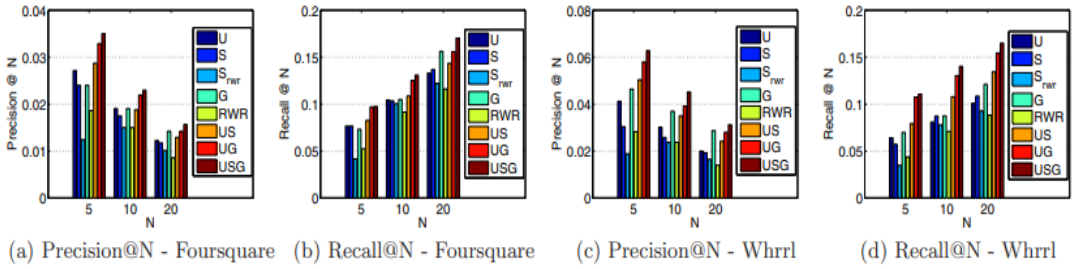 0.04
0.03
0.02
0.01
0
Precision @ N
5 10 20
N
U
S
S_rwr
G
RWR
US
UG
USG
(a) Precision@N - Foursquare
0.2
0.15
0.1
0.05
0
Recall @ N
5 10 20
N
U
S
S_rwr
G
RWR
US
UG
USG
(b) Recall@N - Foursquare
0.08
0.06
0.04
0.02
0
Precision @ N
5 10 20
N
U
S
S_rwr
G
RWR
US
UG
USG
(c) Precision@N - Whrrl
0.2
0.15
0.1
0.05
0
Recall @ N
5 10 20
N
U
S
S_rwr
G
RWR
US
UG
USG
(d) Recall@N - Whrrl